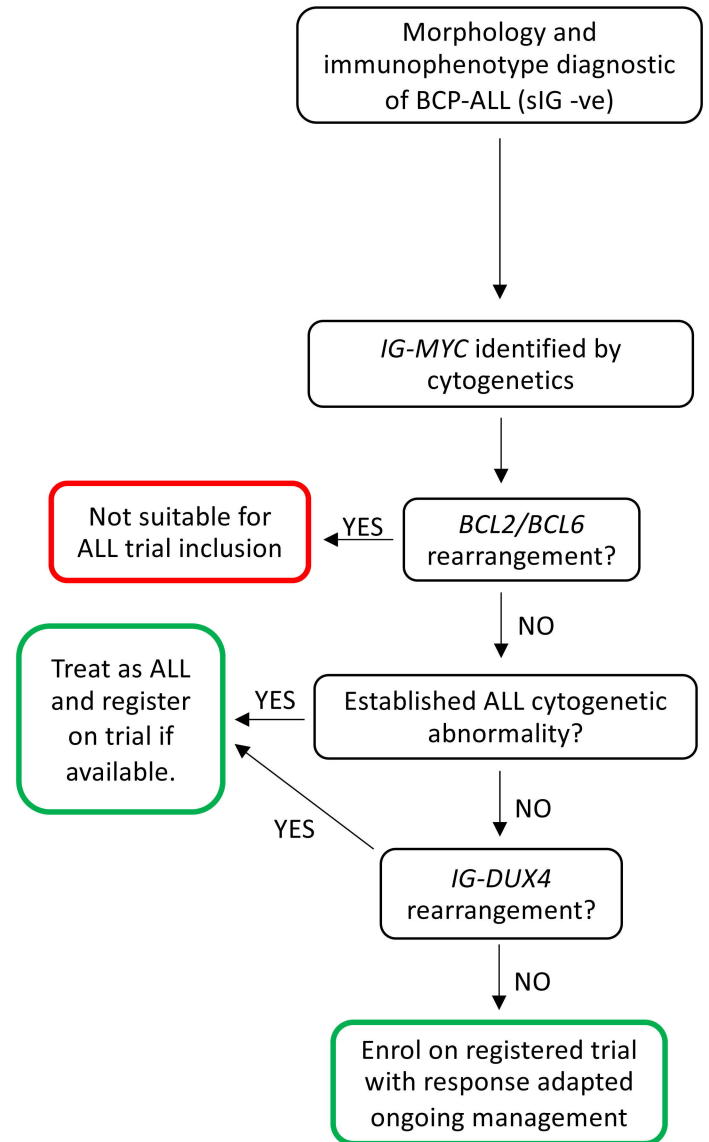 Morphology and
immunophenotype diagnostic
of BCP-ALL (sIG -ve)
IG-MYC identified by
cytogenetics
Not suitable for
ALL trial inclusion
YES
BCL2/BCL6
rearrangement?
NO
Treat as ALL
and register
on trial if
available.
YES
Established ALL cytogenetic
abnormality?
YES
NO
IG-DUX4
rearrangement?
NO
Enrol on registered trial
with response adapted
ongoing management